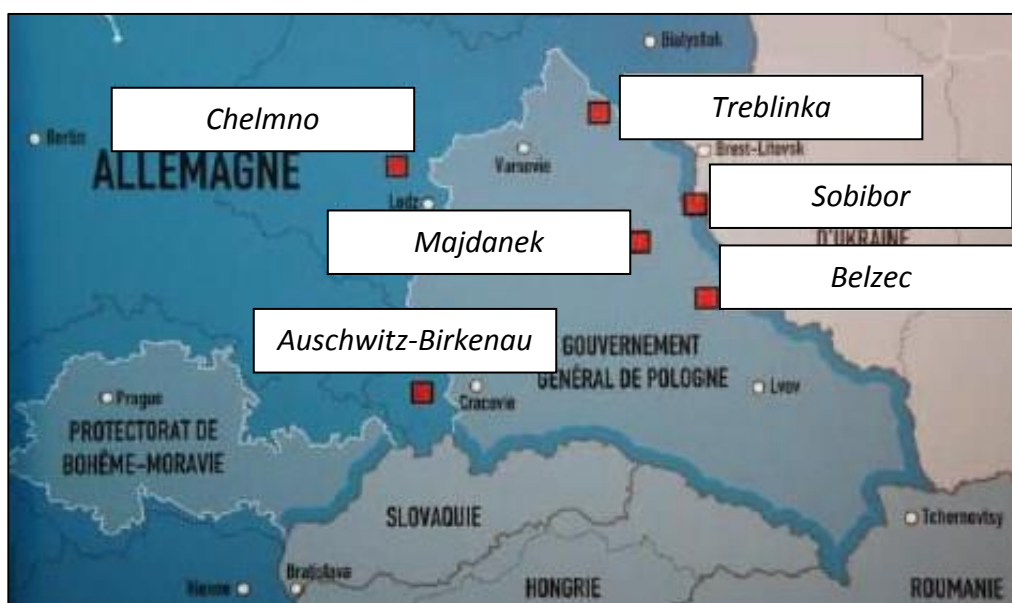 Bialystok
Chelmno
Treblinka
Berlin
ALLEMAGNE
Varsovie
Brest-Litovsk
Lodz
Sobibor
D'UKRAINE
Majdanek
Belzec
Auschwitz-Birkenau
GOUVERNEMENT
GÉNÉRAL DE POLOGNE
Prague
Cracovie
Lvov
PROTECTORAT DE
BOHÊME-MORAVIE
SLOVAQUIE
Tchernovtsy
Vienne
Bratislava
HONGRIE
ROUMANIE